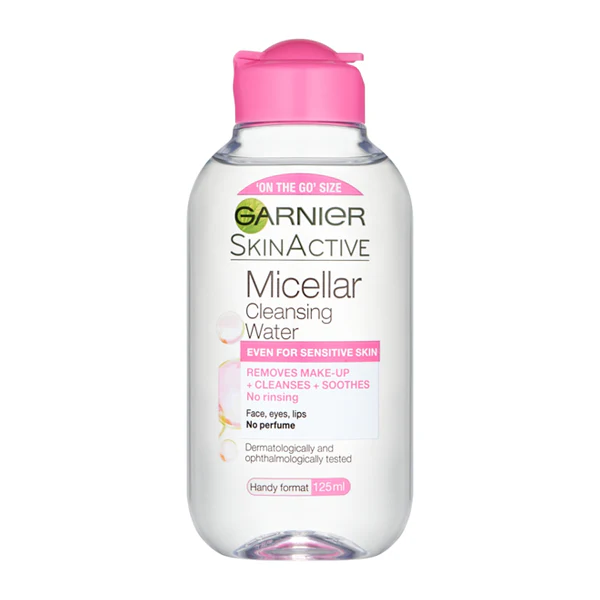 'ON THE GO' SIZE
GARNIER
SKINACTIVE
Micellar
Cleansing
Water
EVEN FOR SENSITIVE SKIN
REMOVES MAKE-UP
+ CLEANSES + SOOTHES
No rinsing
Face, eyes, lips
No perfume
Dermatologically and
ophthalmologically tested
Handy format 125ml